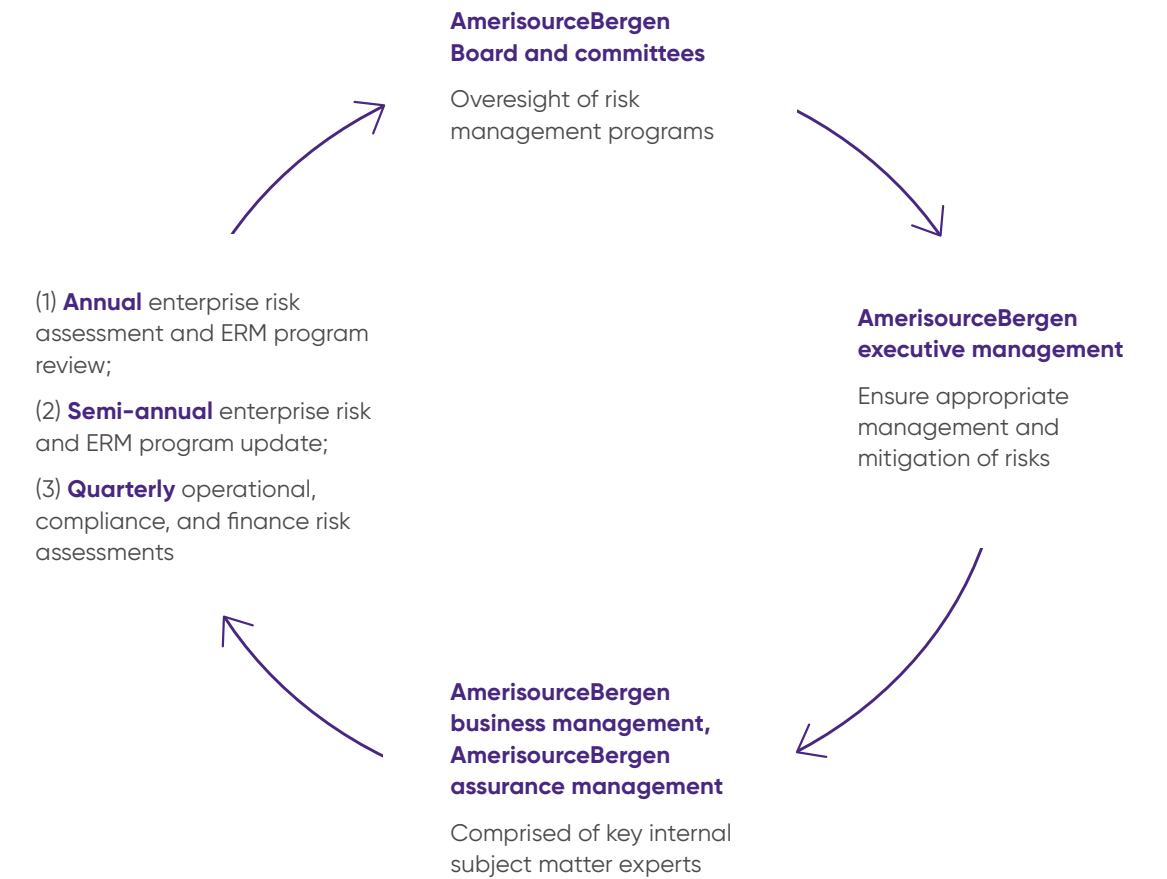 AmerisourceBergen
Board and committees
Overesight of risk
management programs
(1) Annual enterprise risk
assessment and ERM program
review;
(2) Semi-annual enterprise risk
and ERM program update;
(3) Quarterly operational,
compliance, and finance risk
assessments
AmerisourceBergen
executive management
Ensure appropriate
management and
mitigation of risks
AmerisourceBergen
business management,
AmerisourceBergen
assurance management
Comprised of key internal
subject matter experts